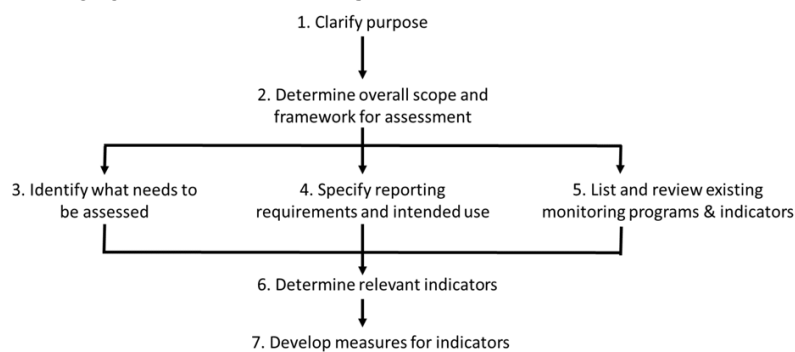 1. Clarify purpose
2. Determine overall scope and
framework for assessment
3. Identify what needs to
be assessed
4. Specify reporting
requirements and intended use
5. List and review existing
monitoring programs & indicators
6. Determine relevant indicators
7. Develop measures for indicators